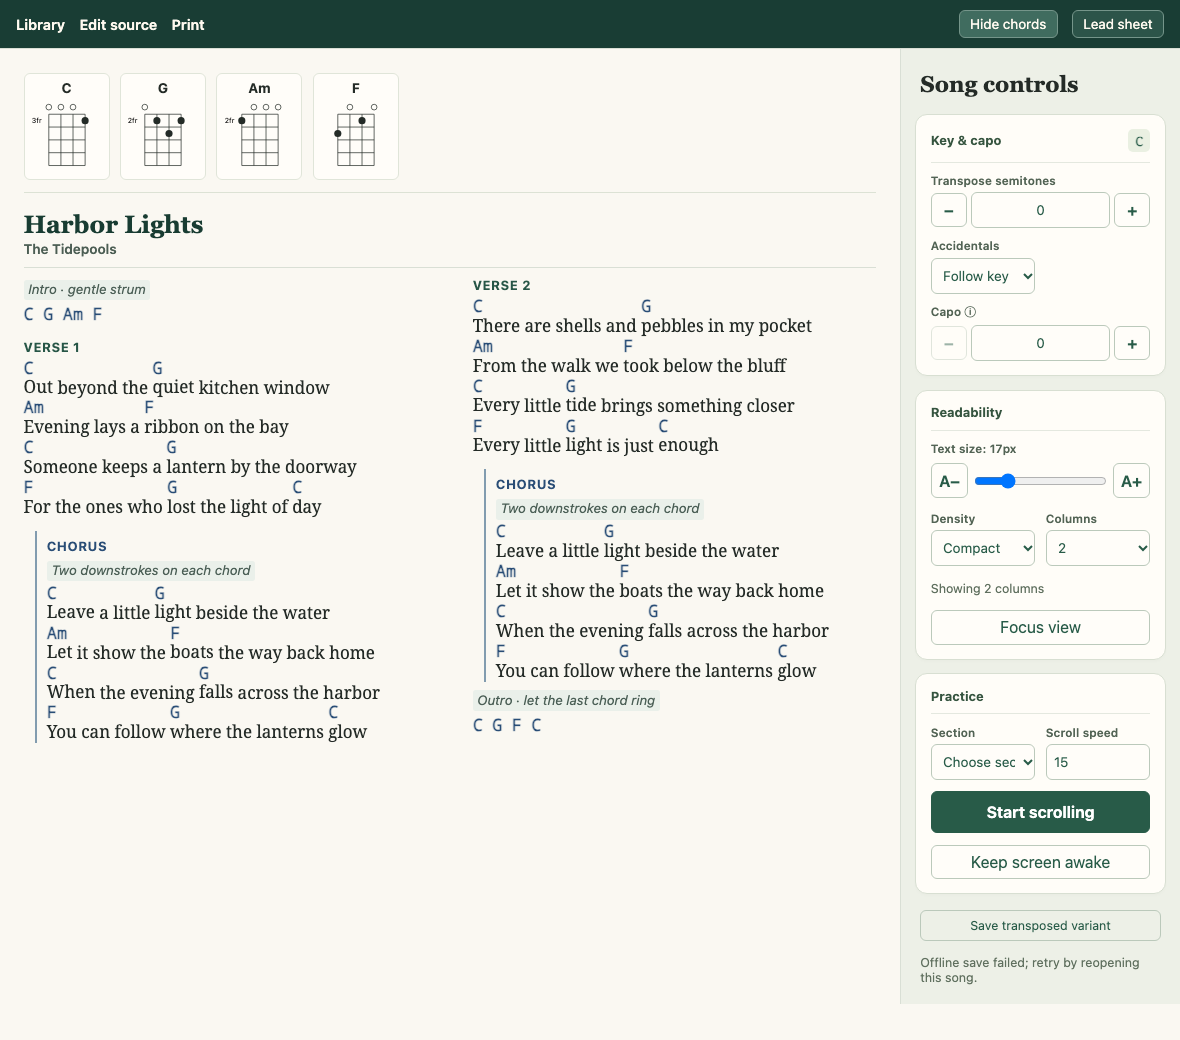 Library Edit source Print Hide chords Lead sheet
C G Am F
3fr 2fr 2fr
Harbor Lights
The Tidepools
Intro · gentle strum
C G Am F
VERSE 1
C G
Out beyond the quiet kitchen window
Am F
Evening lays a ribbon on the bay
C G
Someone keeps a lantern by the doorway
F G C
For the ones who lost the light of day
CHORUS
Two downstrokes on each chord
C G
Leave a little light beside the water
Am F
Let it show the boats the way back home
C G
When the evening falls across the harbor
F G C
You can follow where the lanterns glow
VERSE 2
C G
There are shells and pebbles in my pocket
Am F
From the walk we took below the bluff
C G
Every little tide brings something closer
F G C
Every little light is just enough
CHORUS
Two downstrokes on each chord
C G
Leave a little light beside the water
Am F
Let it show the boats the way back home
C G
When the evening falls across the harbor
F G C
You can follow where the lanterns glow
Outro · let the last chord ring
C G F C
Song controls
Key & capo C
Transpose semitones
− 0 +
Accidentals
Follow key
Capo ⓘ
− 0 +
Readability
Text size: 17px
A− A+
Density Columns
Compact 2
Showing 2 columns
Focus view
Practice
Section Scroll speed
Choose sec 15
Start scrolling
Keep screen awake
Save transposed variant
Offline save failed; retry by reopening
this song.